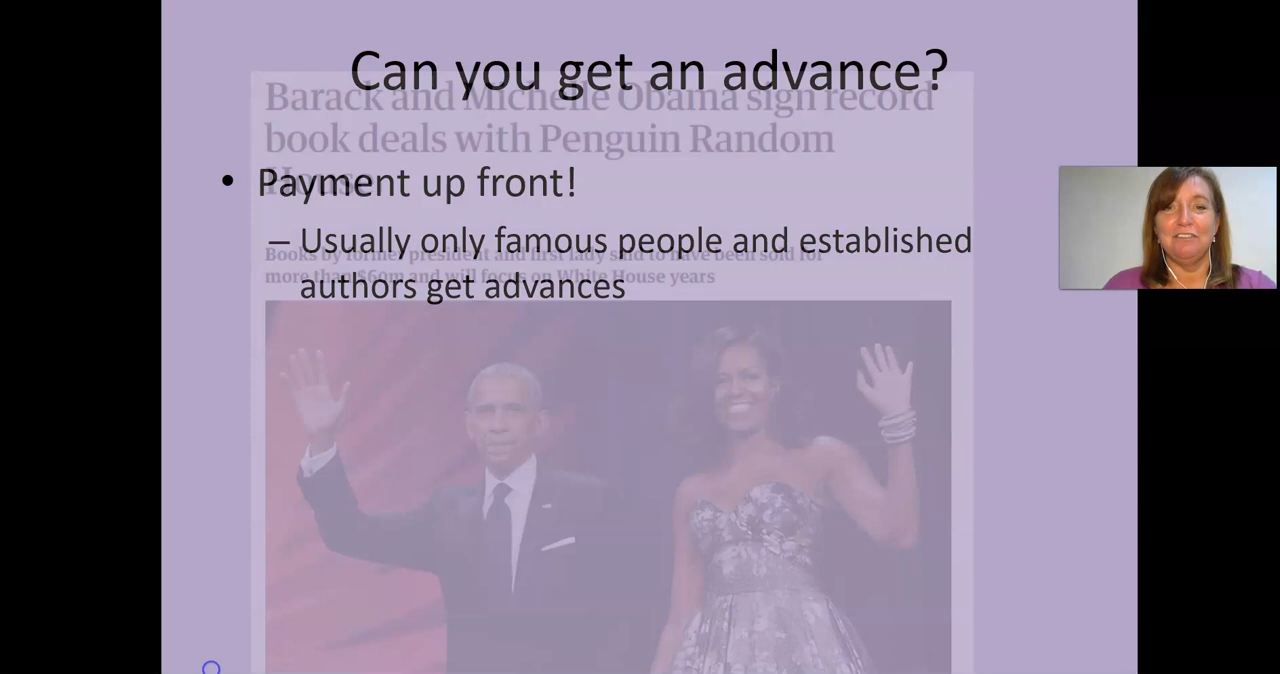 Can you get an advance?
Barack and Michelle Obama sign record
book deals with Penguin Random
House
• Payment up front!
– Usually only famous people and established
authors get advances
Books by former president and first lady said to have been sold for
more than $60m and will focus on White House years